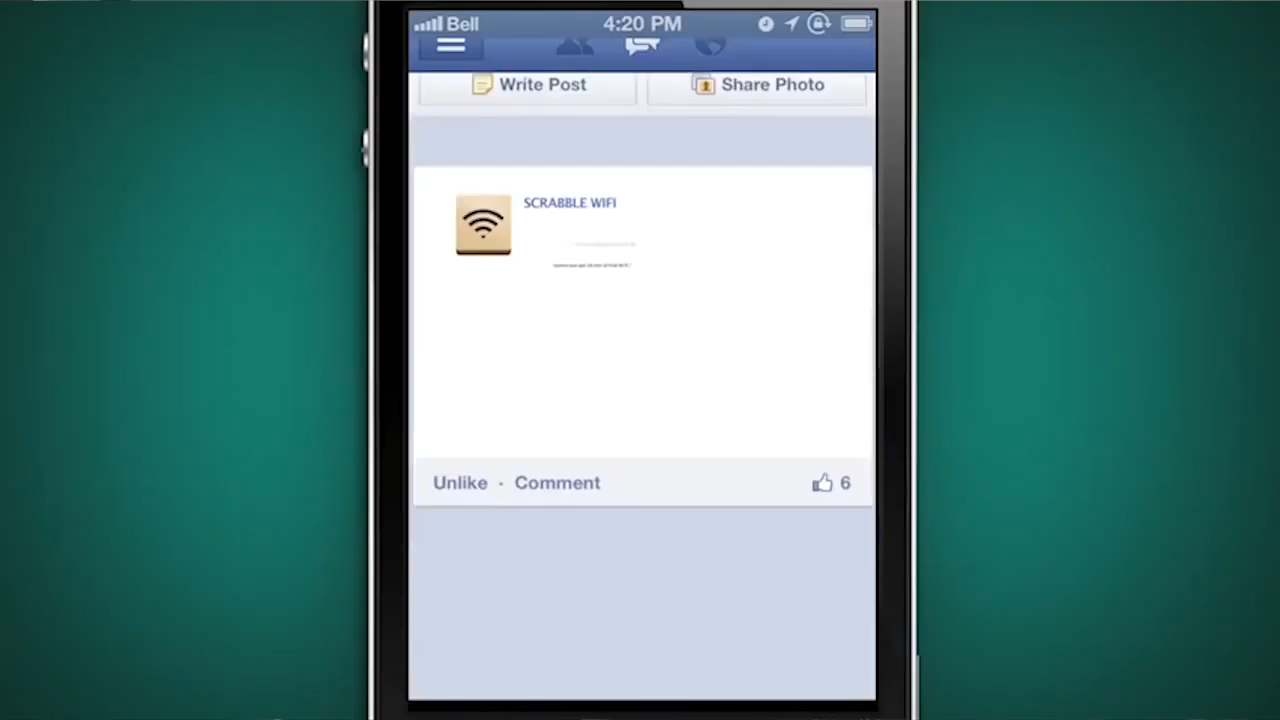 Bell 4:20 PM
Write Post Share Photo
SCRABBLE WIFI
Unlike · Comment 6